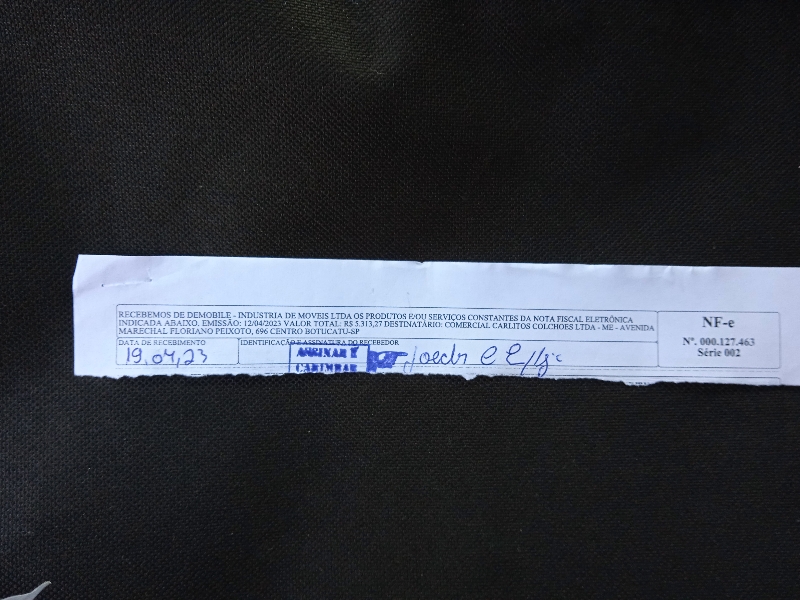 RECEBEMOS DE DEMOBILE - INDUSTRIA DE MOVEIS LTDA OS PRODUTOS E/OU SERVIÇOS CONSTANTES DA NOTA FISCAL ELETRÔNICA
INDICADA ABAIXO. EMISSÃO: 12/04/2023 VALOR TOTAL: R$ 5.313,27 DESTINATÁRIO: COMERCIAL CARLITOS COLCHOES LTDA - ME - AVENIDA
MARECHAL FLORIANO PEIXOTO, 696 CENTRO BOTUCATU-SP
NF-e
Nº. 000.127.463
Série 002
DATA DE RECEBIMENTO
19,04,23
IDENTIFICAÇÃO E ASSINATURA DO RECEBEDOR
ASSINAR E
CARIMBAR